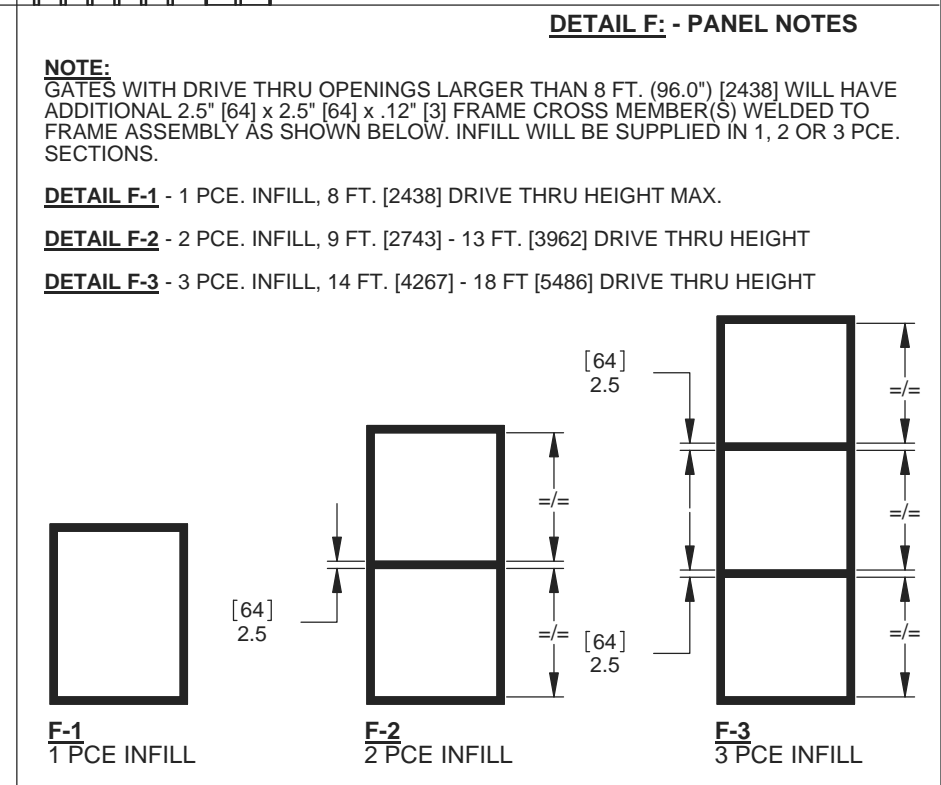 DETAIL F: - PANEL NOTES
NOTE:
GATES WITH DRIVE THRU OPENINGS LARGER THAN 8 FT. (96.0") [2438] WILL HAVE
ADDITIONAL 2.5" [64] x 2.5" [64] x .12" [3] FRAME CROSS MEMBER(S) WELDED TO
FRAME ASSEMBLY AS SHOWN BELOW. INFILL WILL BE SUPPLIED IN 1, 2 OR 3 PCE.
SECTIONS.
DETAIL F-1 - 1 PCE. INFILL, 8 FT. [2438] DRIVE THRU HEIGHT MAX.
DETAIL F-2 - 2 PCE. INFILL, 9 FT. [2743] - 13 FT. [3962] DRIVE THRU HEIGHT
DETAIL F-3 - 3 PCE. INFILL, 14 FT. [4267] - 18 FT [5486] DRIVE THRU HEIGHT
[64]
2.5
=/=
=/=
=/=
[64]
2.5
=/=
[64]
2.5
=/=
F-1
1 PCE INFILL
F-2
2 PCE INFILL
F-3
3 PCE INFILL